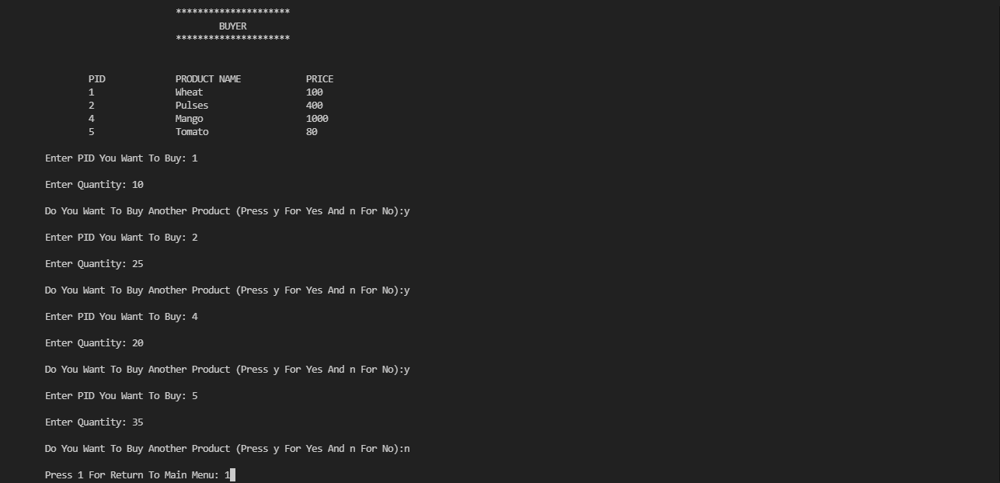 *********************
BUYER
*********************
PID PRODUCT NAME PRICE
1 Wheat 100
2 Pulses 400
4 Mango 1000
5 Tomato 80
Enter PID You Want To Buy: 1
Enter Quantity: 10
Do You Want To Buy Another Product (Press y For Yes And n For No):y
Enter PID You Want To Buy: 2
Enter Quantity: 25
Do You Want To Buy Another Product (Press y For Yes And n For No):y
Enter PID You Want To Buy: 4
Enter Quantity: 20
Do You Want To Buy Another Product (Press y For Yes And n For No):y
Enter PID You Want To Buy: 5
Enter Quantity: 35
Do You Want To Buy Another Product (Press y For Yes And n For No):n
Press 1 For Return To Main Menu: 1